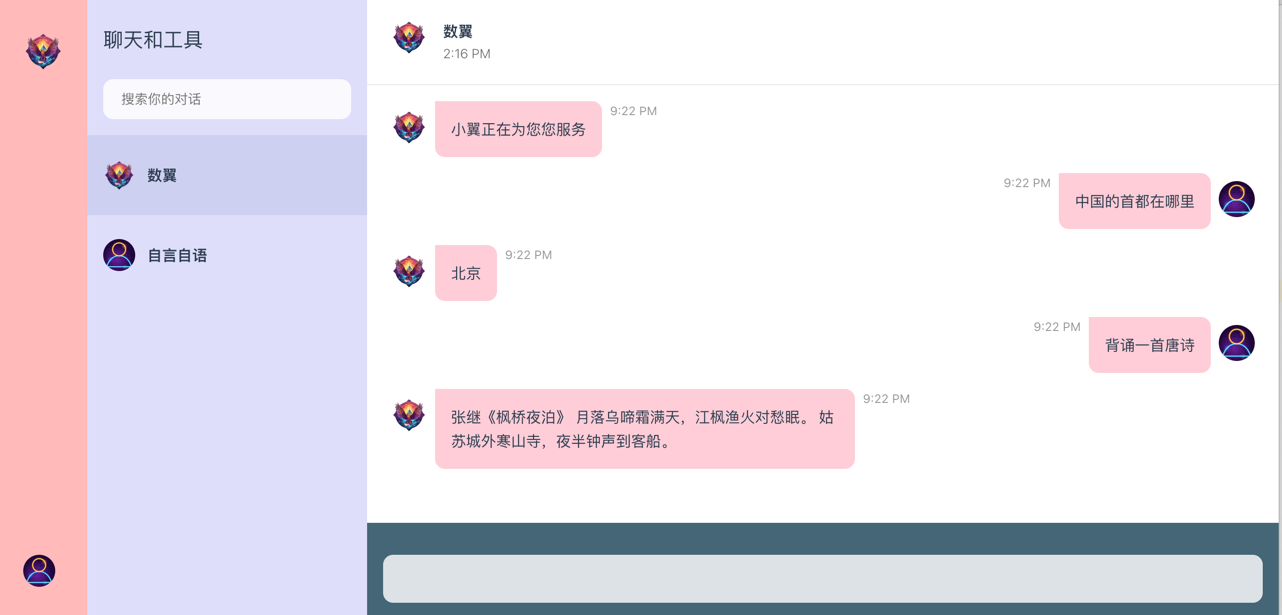 聊天和工具
搜索你的对话
数翼
自言自语
数翼
2:16 PM
小翼正在为您您服务
9:22 PM
9:22 PM
中国的首都在哪里
北京
9:22 PM
9:22 PM
背诵一首唐诗
张继《枫桥夜泊》 月落乌啼霜满天，江枫渔火对愁眠。 姑
苏城外寒山寺，夜半钟声到客船。
9:22 PM